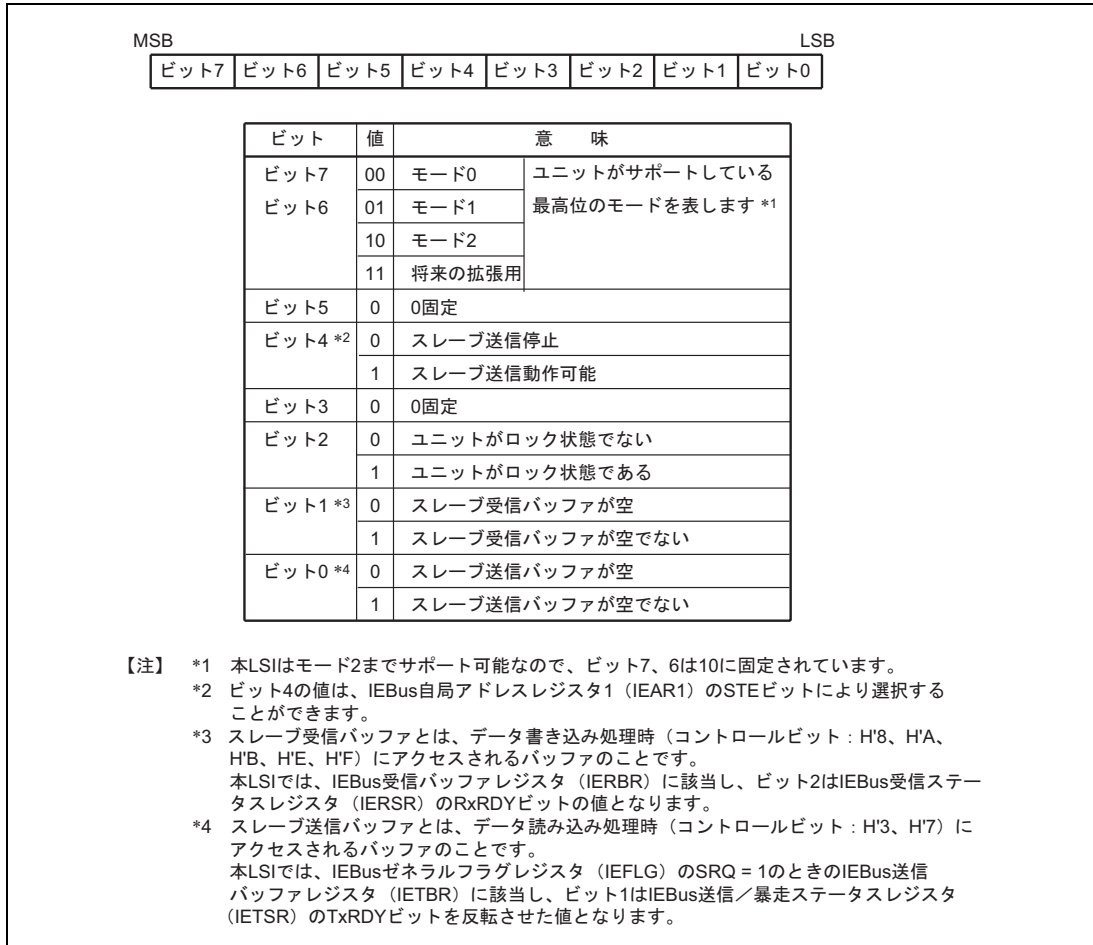 MSB LSB
ビット7 ビット6 ビット5 ビット4 ビット3 ビット2 ビット1 ビット0
ビット 値 意 味
ビット7 00 モード0 ユニットがサポートしている
ビット6 01 モード1 最高位のモードを表します *1
10 モード2
11 将来の拡張用
ビット5 0 0固定
ビット4 *2 0 スレーブ送信停止
1 スレーブ送信動作可能
ビット3 0 0固定
ビット2 0 ユニットがロック状態でない
1 ユニットがロック状態である
ビット1 *3 0 スレーブ受信バッファが空
1 スレーブ受信バッファが空でない
ビット0 *4 0 スレーブ送信バッファが空
1 スレーブ送信バッファが空でない
【注】 *1 本LSIはモード2までサポート可能なので、ビット7、6は10に固定されています。
*2 ビット4の値は、IEBus自局アドレスレジスタ1（IEAR1）のSTEビットにより選択する
ことができます。
*3 スレーブ受信バッファとは、データ書き込み処理時（コントロールビット：H'8、H'A、
H'B、H'E、H'F）にアクセスされるバッファのことです。
本LSIでは、IEBus受信バッファレジスタ（IERBR）に該当し、ビット2はIEBus受信ステー
タスレジスタ（IERSR）のRxRDYビットの値となります。
*4 スレーブ送信バッファとは、データ読み込み処理時（コントロールビット：H'3、H'7）に
アクセスされるバッファのことです。
本LSIでは、IEBusゼネラルフラグレジスタ（IEFLG）のSRQ = 1のときのIEBus送信
バッファレジスタ（IETBR）に該当し、ビット1はIEBus送信／暴走ステータスレジスタ
（IETSR）のTxRDYビットを反転させた値となります。